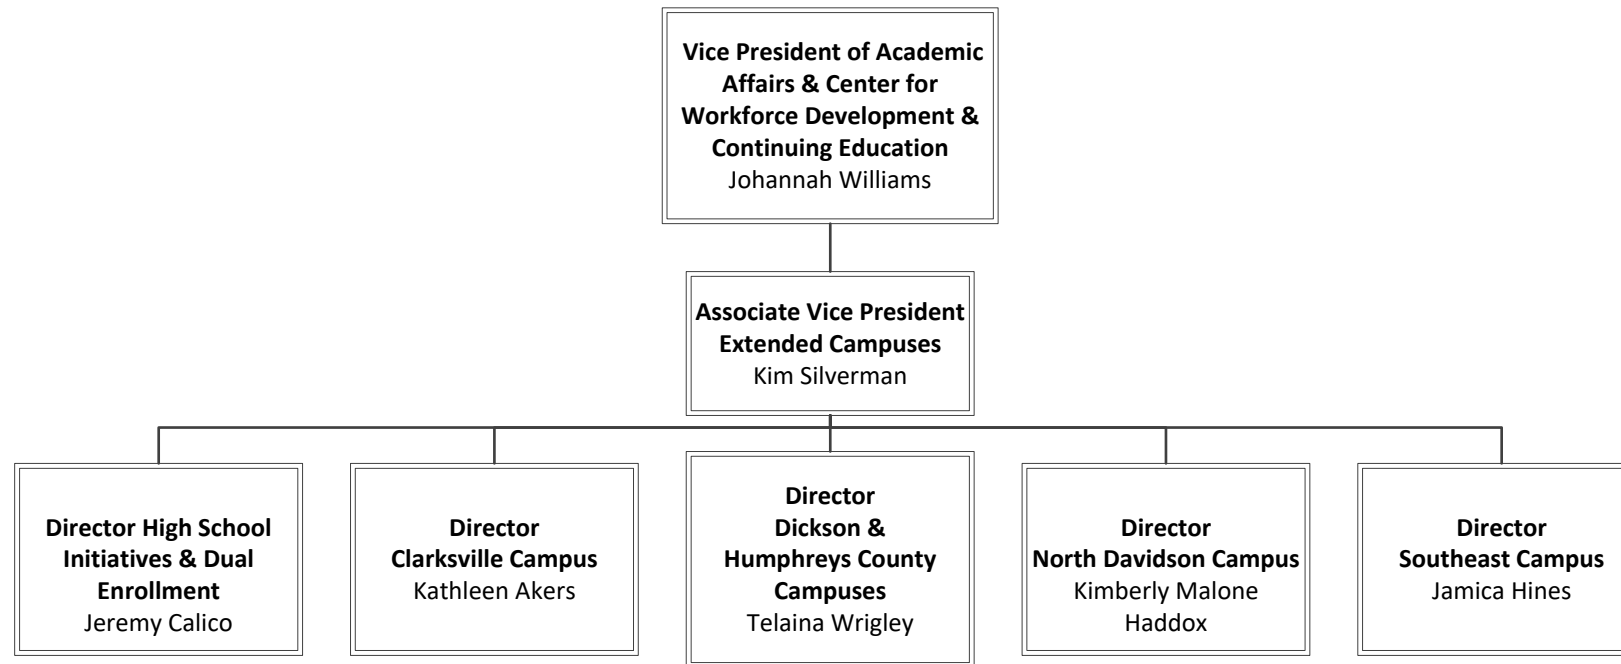 Vice President of Academic
Affairs & Center for
Workforce Development &
Continuing Education
Johannah Williams
Associate Vice President
Extended Campuses
Kim Silverman
Director High School
Initiatives & Dual
Enrollment
Jeremy Calico
Director
Clarksville Campus
Kathleen Akers
Director
Dickson &
Humphreys County
Campuses
Telaina Wrigley
Director
North Davidson Campus
Kimberly Malone
Haddox
Director
Southeast Campus
Jamica Hines